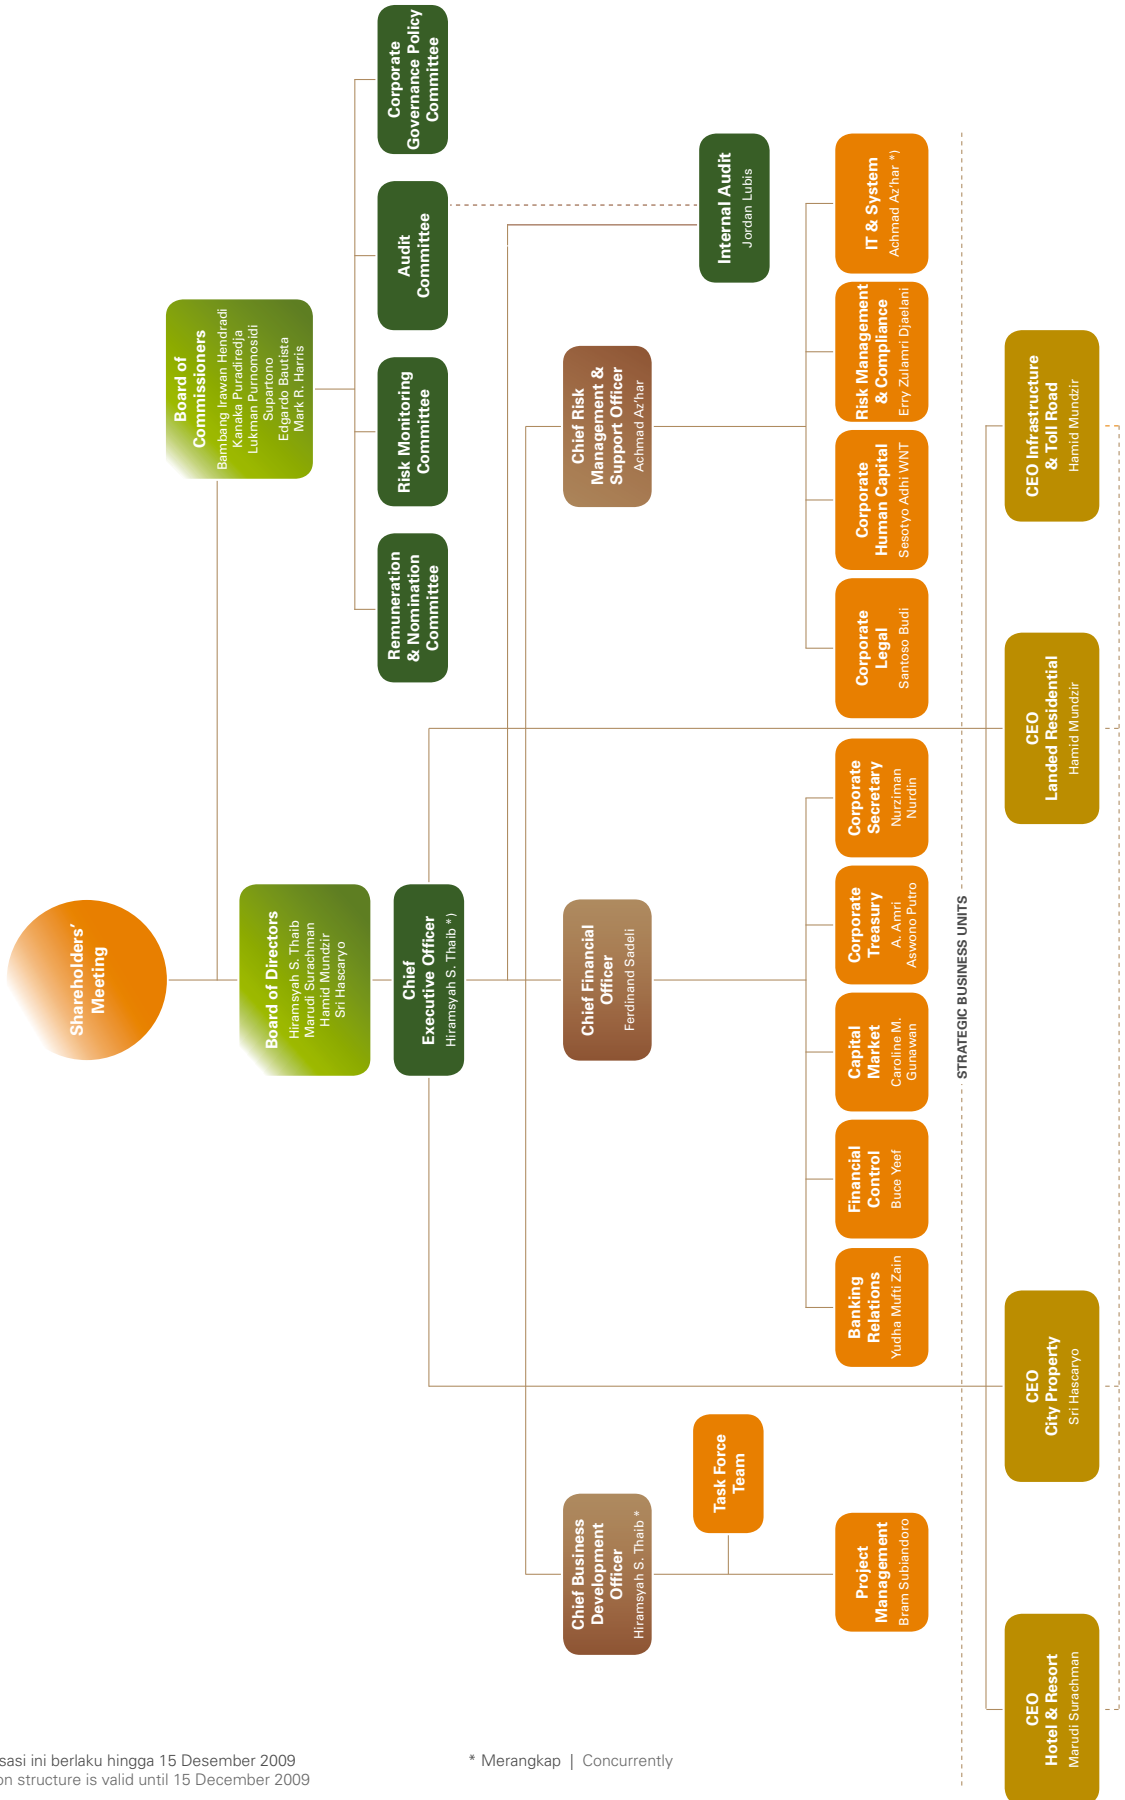 Shareholders'
Meeting
Board of
Commissioners
Bambang Irawan Hendradi
Kanaka Puradiredja
Lukman Purnomosidi
Supartono
Edgardo Bautista
Mark R. Harris
Board of Directors
Hiramsyah S. Thaib
Marudi Surachman
Hamid Mundzir
Sri Hascaryo
Remuneration
& Nomination
Committee
Risk Monitoring
Committee
Audit
Committee
Corporate
Governance Policy
Committee
Chief
Executive Officer
Hiramsyah S. Thaib *)
Internal Audit
Jordan Lubis
Chief Business
Development
Officer
Hiramsyah S. Thaib *
Chief Financial
Officer
Ferdinand Sadeli
Chief Risk
Management &
Support Officer
Achmad Az'har
Task Force
Team
Project
Management
Bram Subiandoro
Banking
Relations
Yudha Mufti Zain
Financial
Control
Buce Yeef
Capital
Market
Caroline M.
Gunawan
Corporate
Treasury
A. Amri
Aswono Putro
Corporate
Secretary
Nurziman
Nurdin
Corporate
Legal
Santoso Budi
Corporate
Human Capital
Sesotyo Adhi WNT
Risk Management
& Compliance
Erry Zulamri Djaelani
IT & System
Achmad Az'har *)
STRATEGIC BUSINESS UNITS
CEO
Hotel & Resort
Marudi Surachman
CEO
City Property
Sri Hascaryo
CEO
Landed Residential
Hamid Mundzir
CEO Infrastructure
& Toll Road
Hamid Mundzir
sasi ini berlaku hingga 15 Desember 2009
on structure is valid until 15 December 2009
* Merangkap | Concurrently